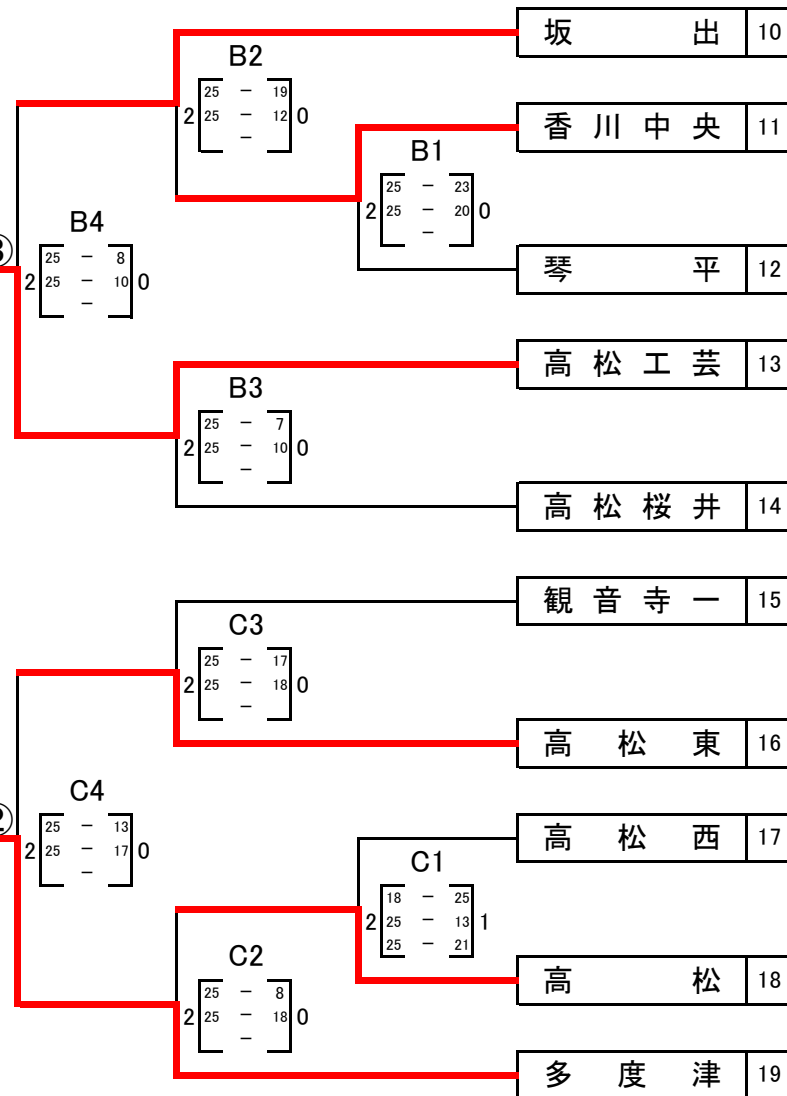 坂出 10
B2
25 - 19
2 25 - 12 0
-
香川中央 11
B1
25 - 23
2 25 - 20 0
-
B4
③
25 - 8
2 25 - 10 0
-
琴平 12
高松工芸 13
B3
25 - 7
2 25 - 10 0
-
高松桜井 14
観音寺一 15
C3
25 - 17
2 25 - 18 0
-
高松東 16
C4
②
25 - 13
2 25 - 17 0
-
高松西 17
C1
18 - 25
2 25 - 13 1
25 - 21
C2
25 - 8
2 25 - 18 0
-
高松 18
多度津 19